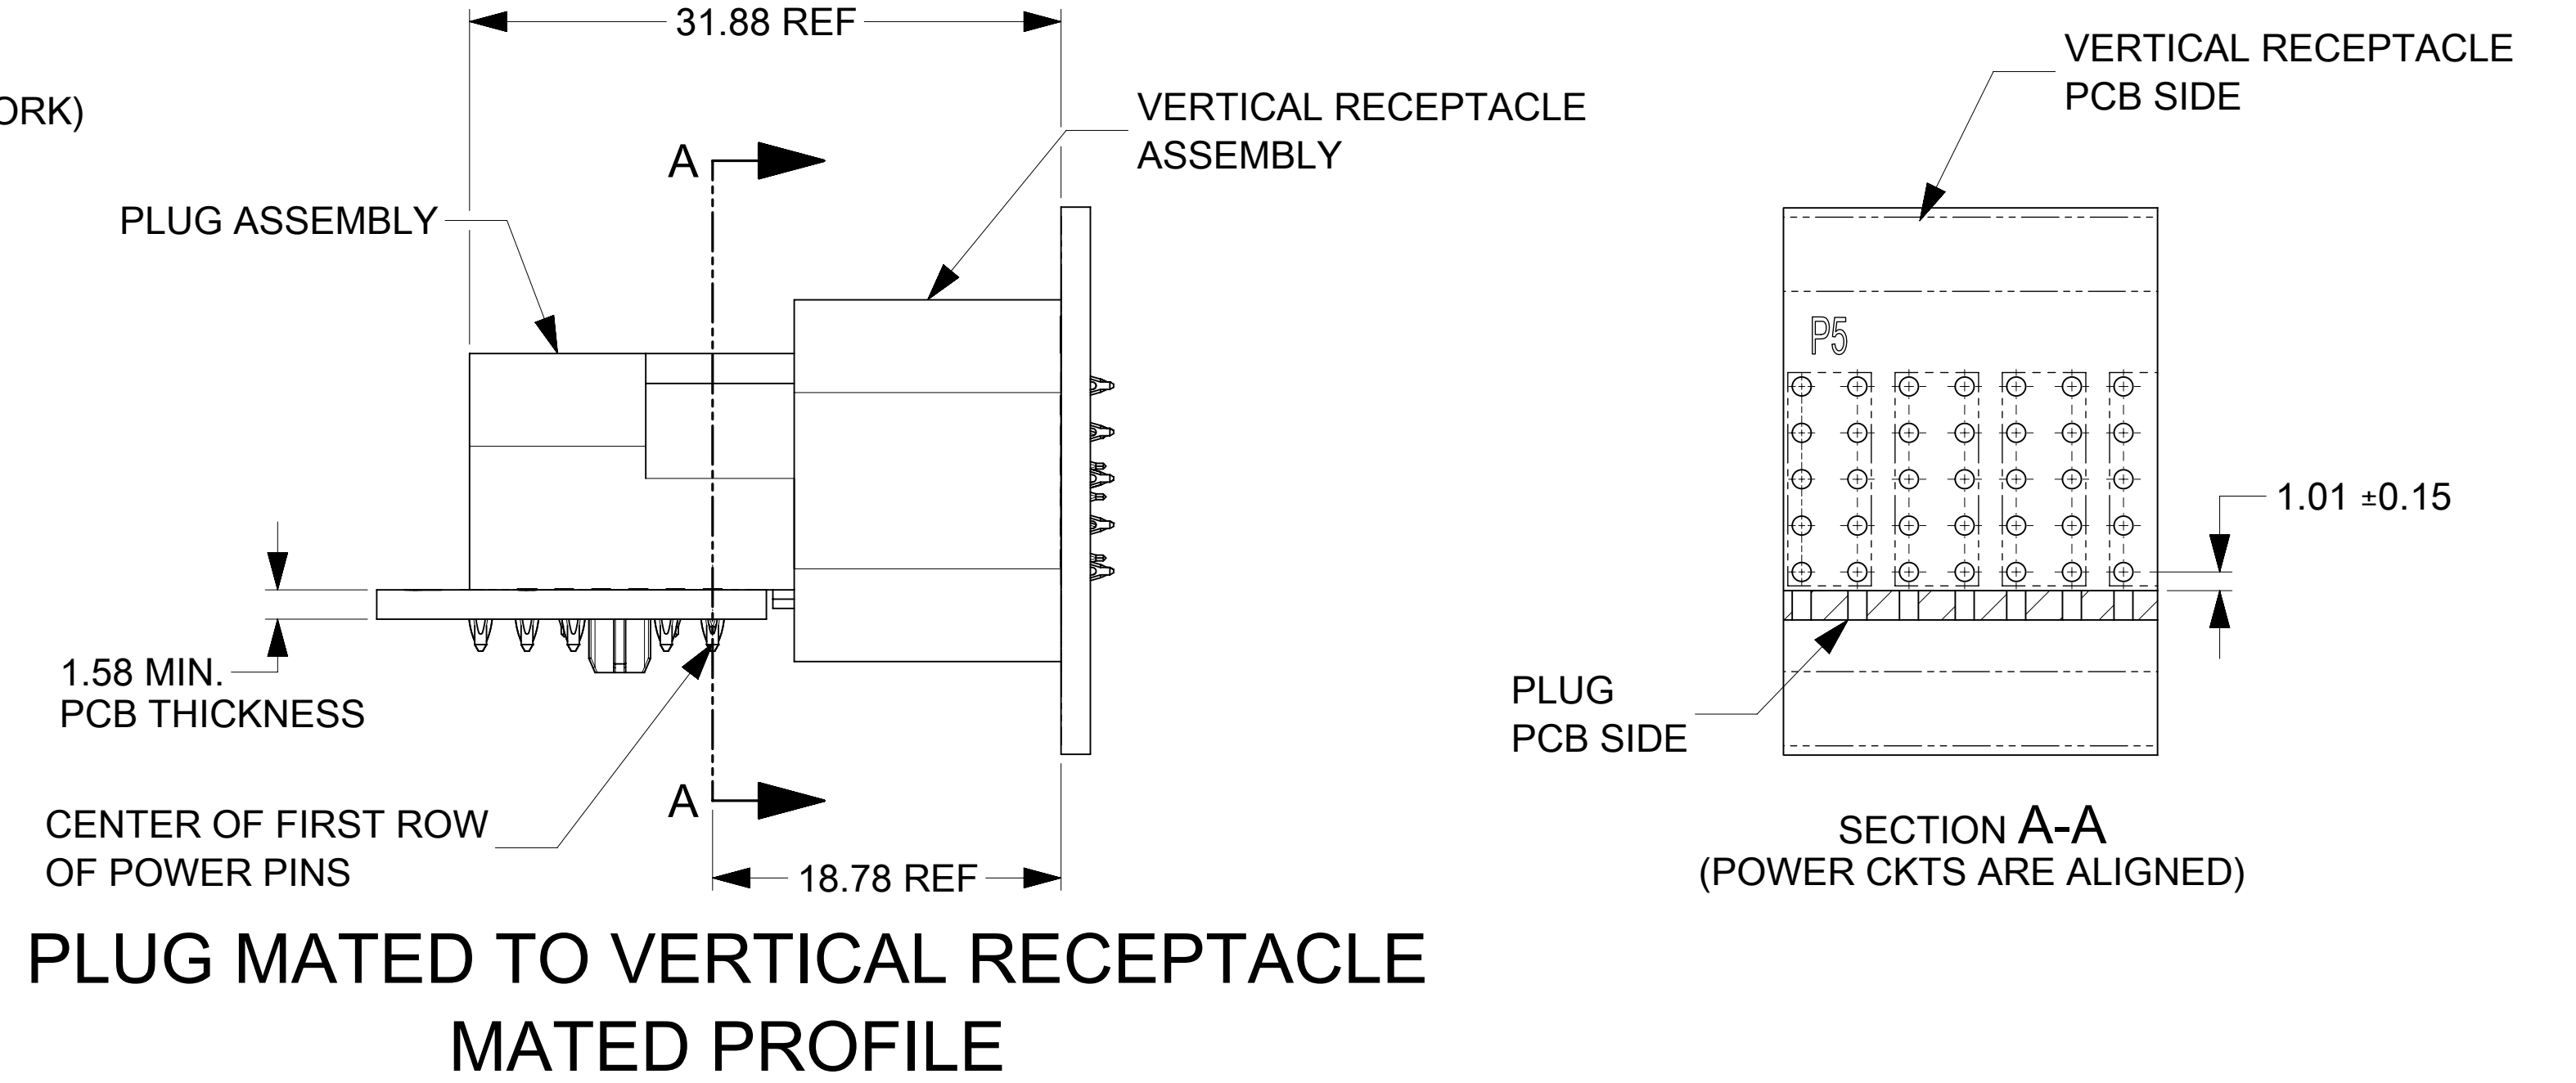 31.88 REF
ORK)
VERTICAL RECEPTACLE
ASSEMBLY
A
PLUG ASSEMBLY
1.58 MIN.
PCB THICKNESS
CENTER OF FIRST ROW
OF POWER PINS
A
18.78 REF
PLUG MATED TO VERTICAL RECEPTACLE
MATED PROFILE
VERTICAL RECEPTACLE
PCB SIDE
P5
1.01 ±0.15
PLUG
PCB SIDE
SECTION A-A
(POWER CKTS ARE ALIGNED)